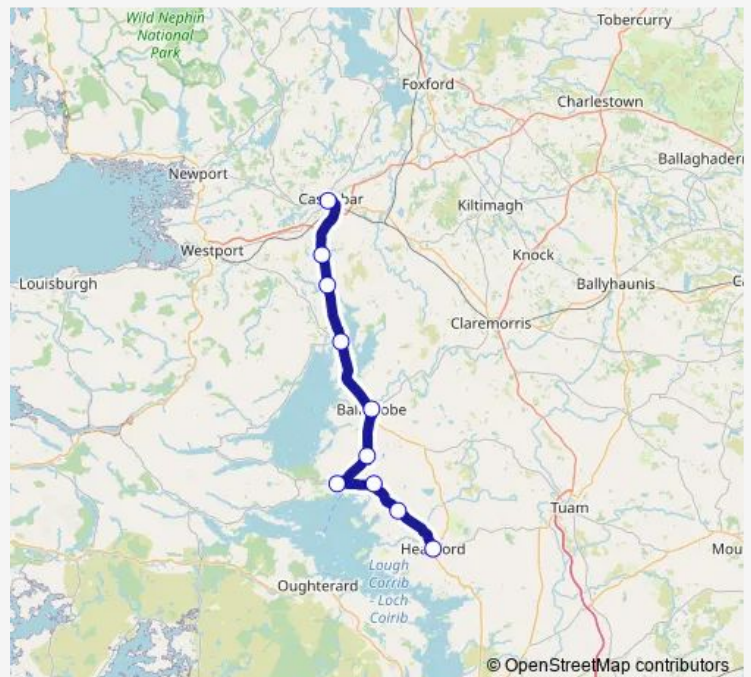 Wild Nephin
National
Park
Tobercurry
Foxford
Charlestown
Newport
Kiltimagh
Westport
Knock
Louisburgh
Ballyhaunis
Claremorris
Tuam
Mou
Lough
Corrib
- Loch
Coirib
Oughterard
© OpenStreetMap contributors